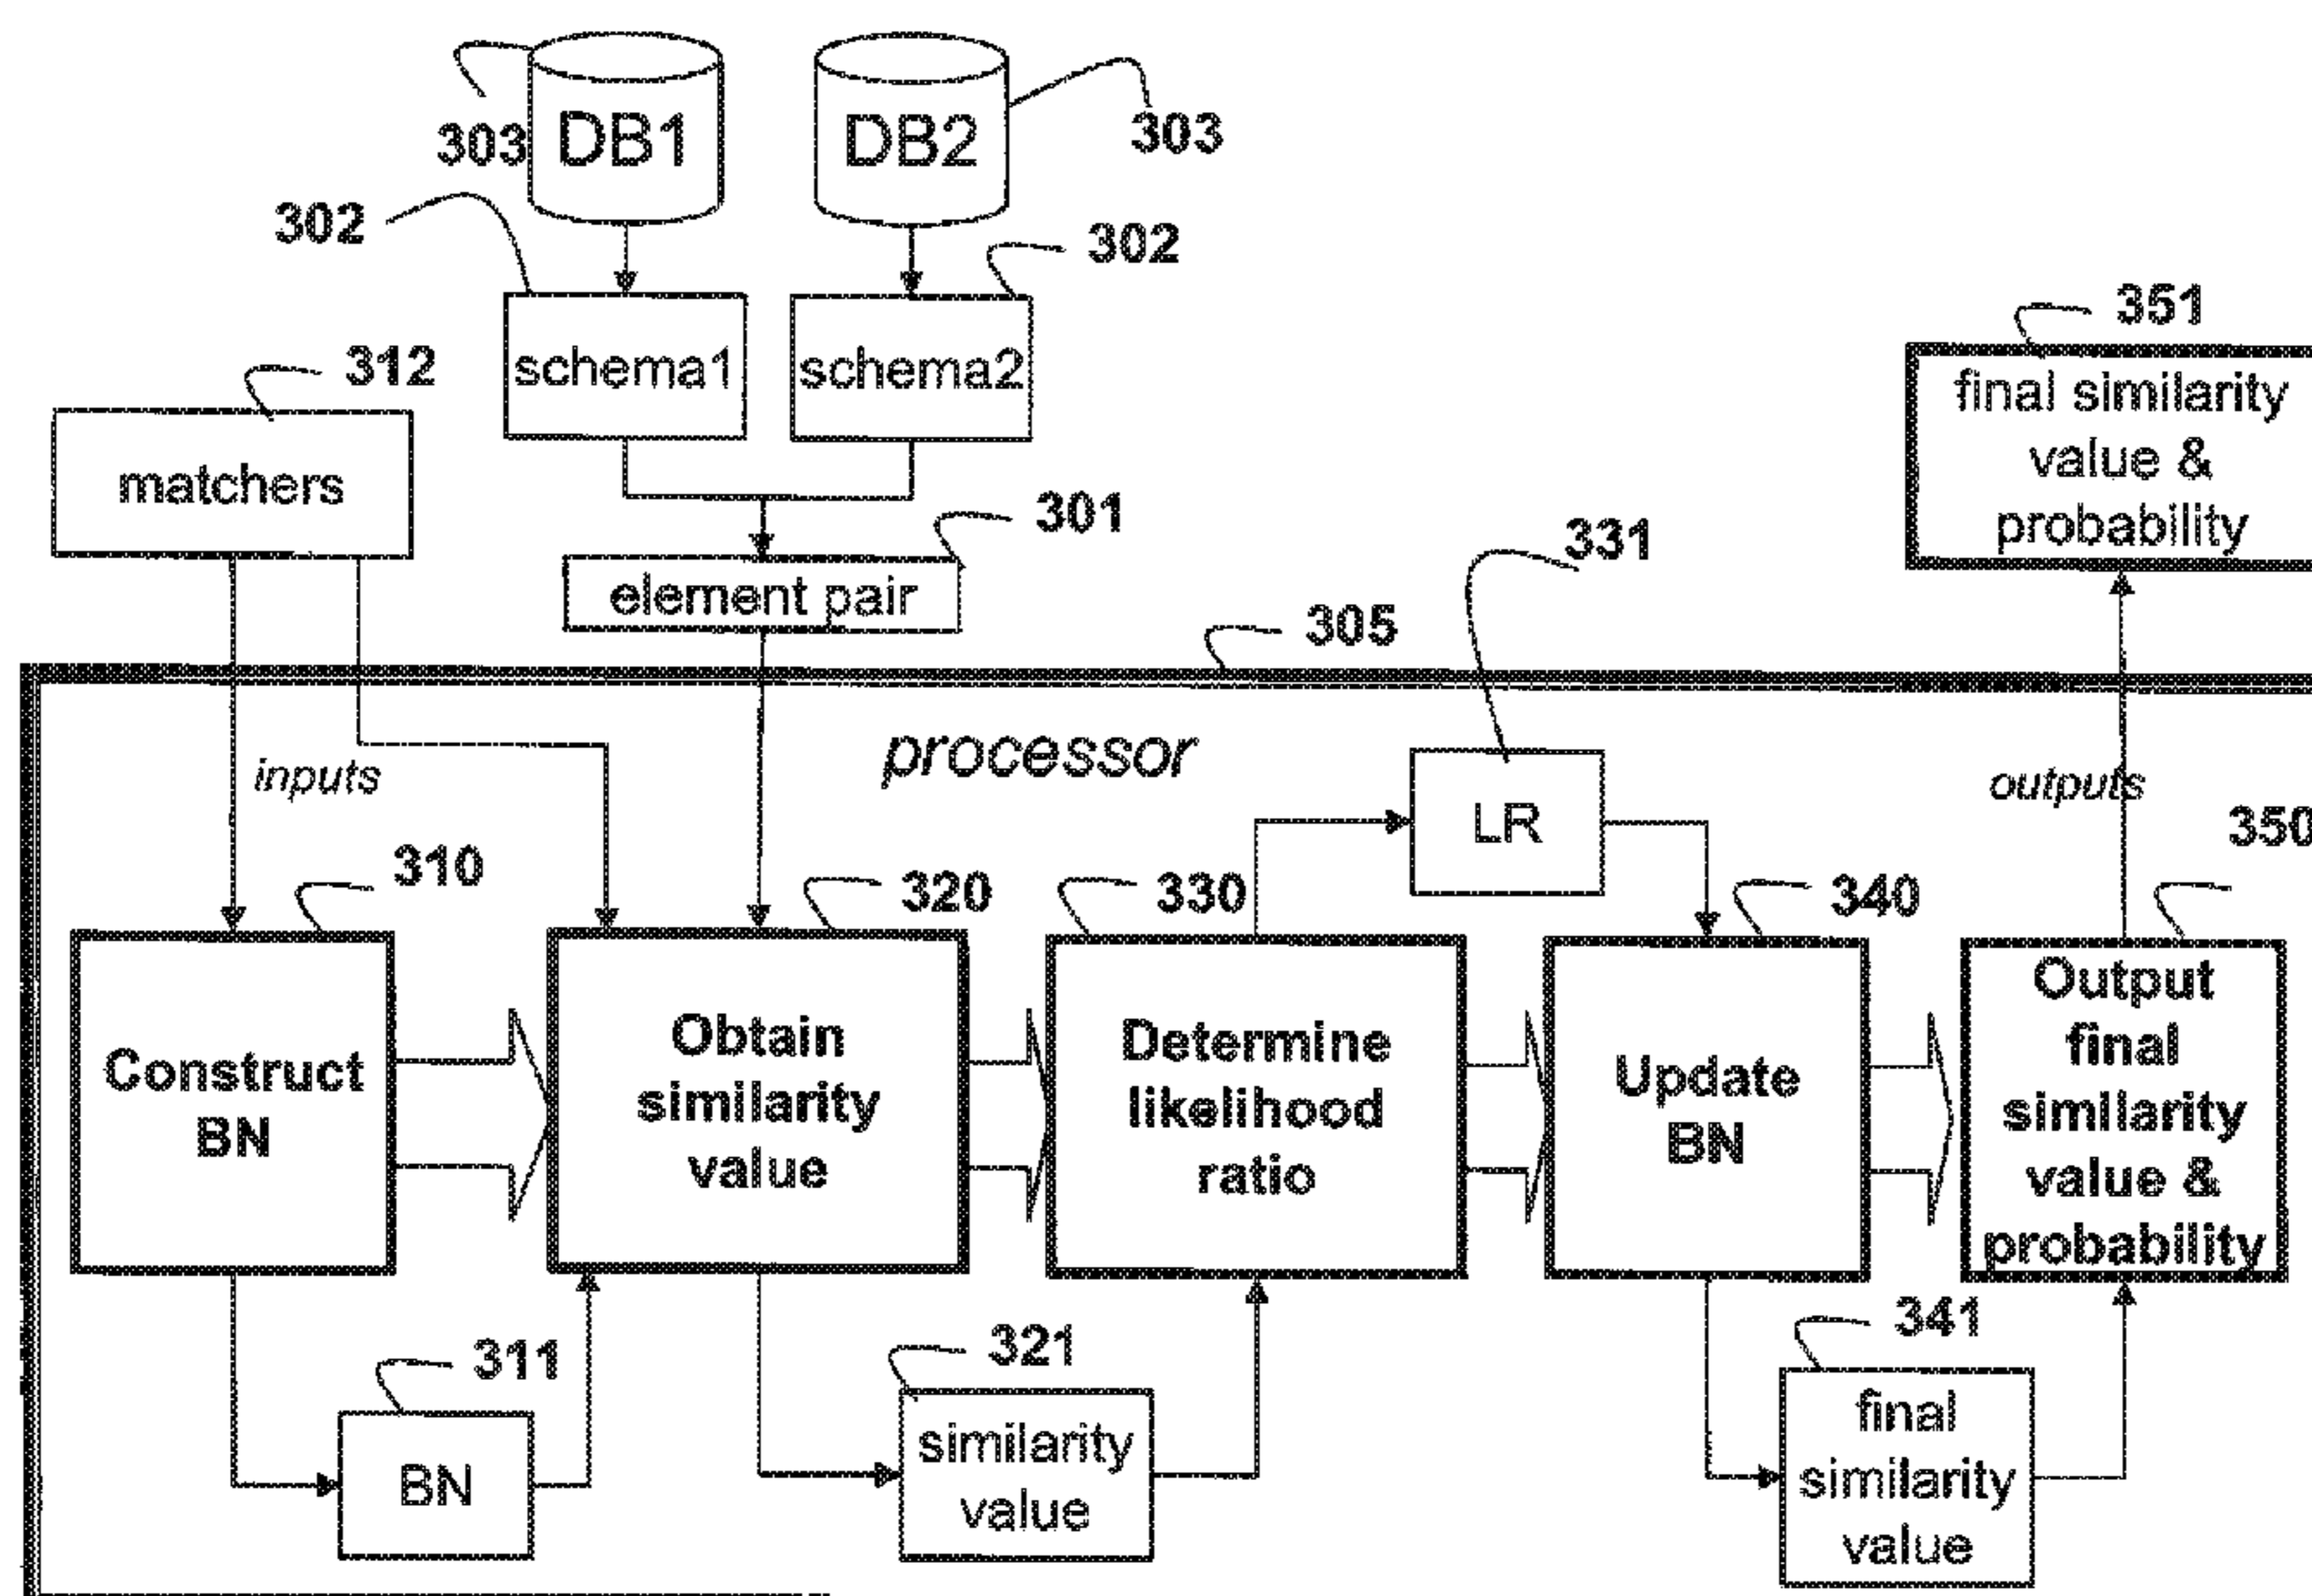 303
DB1
DB2
303
302
302
schema1
schema2
351
final similarity
value &
probability
312
matchers
301
element pair
331
305
processor
inputs
LR
outputs
350
310
320
330
340
Construct
BN
Obtain
similarity
value
Determine
likelihood
ratio
Update
BN
Output
final
similarity
value &
probability
311
BN
321
similarity
value
341
final
similarity
value